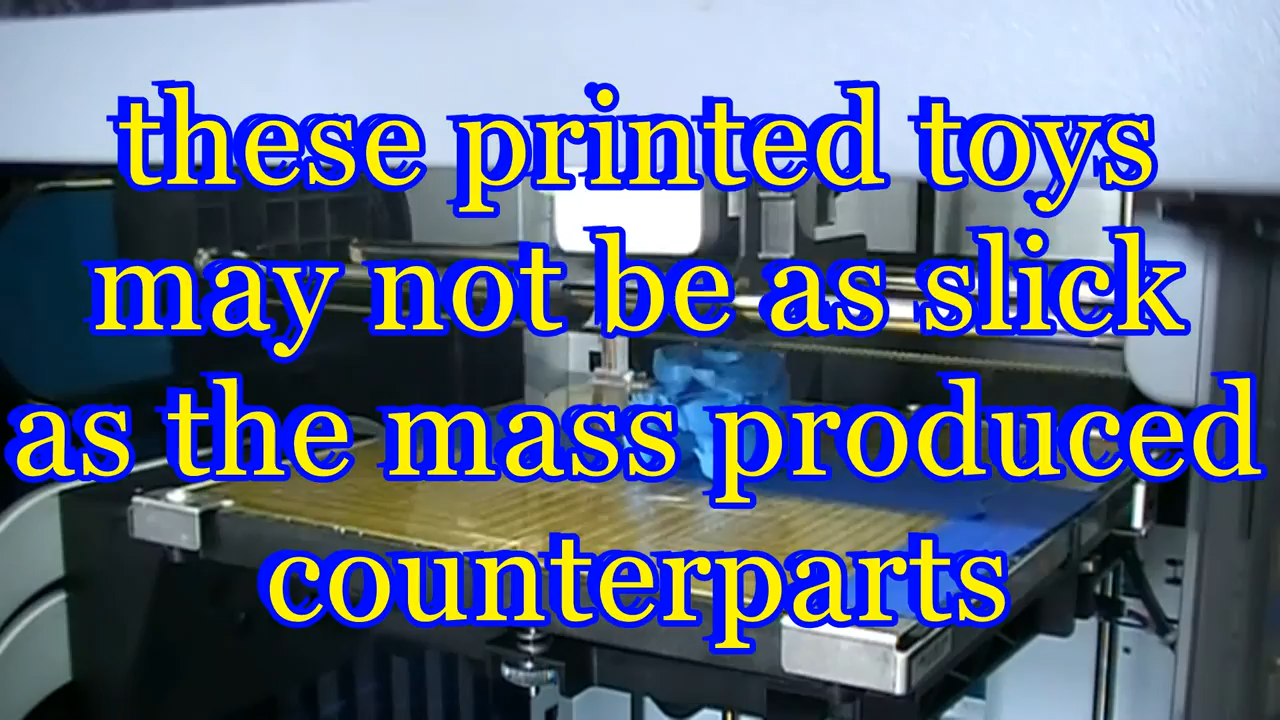 these printed toys
may not be as slick
as the mass produced
counterparts